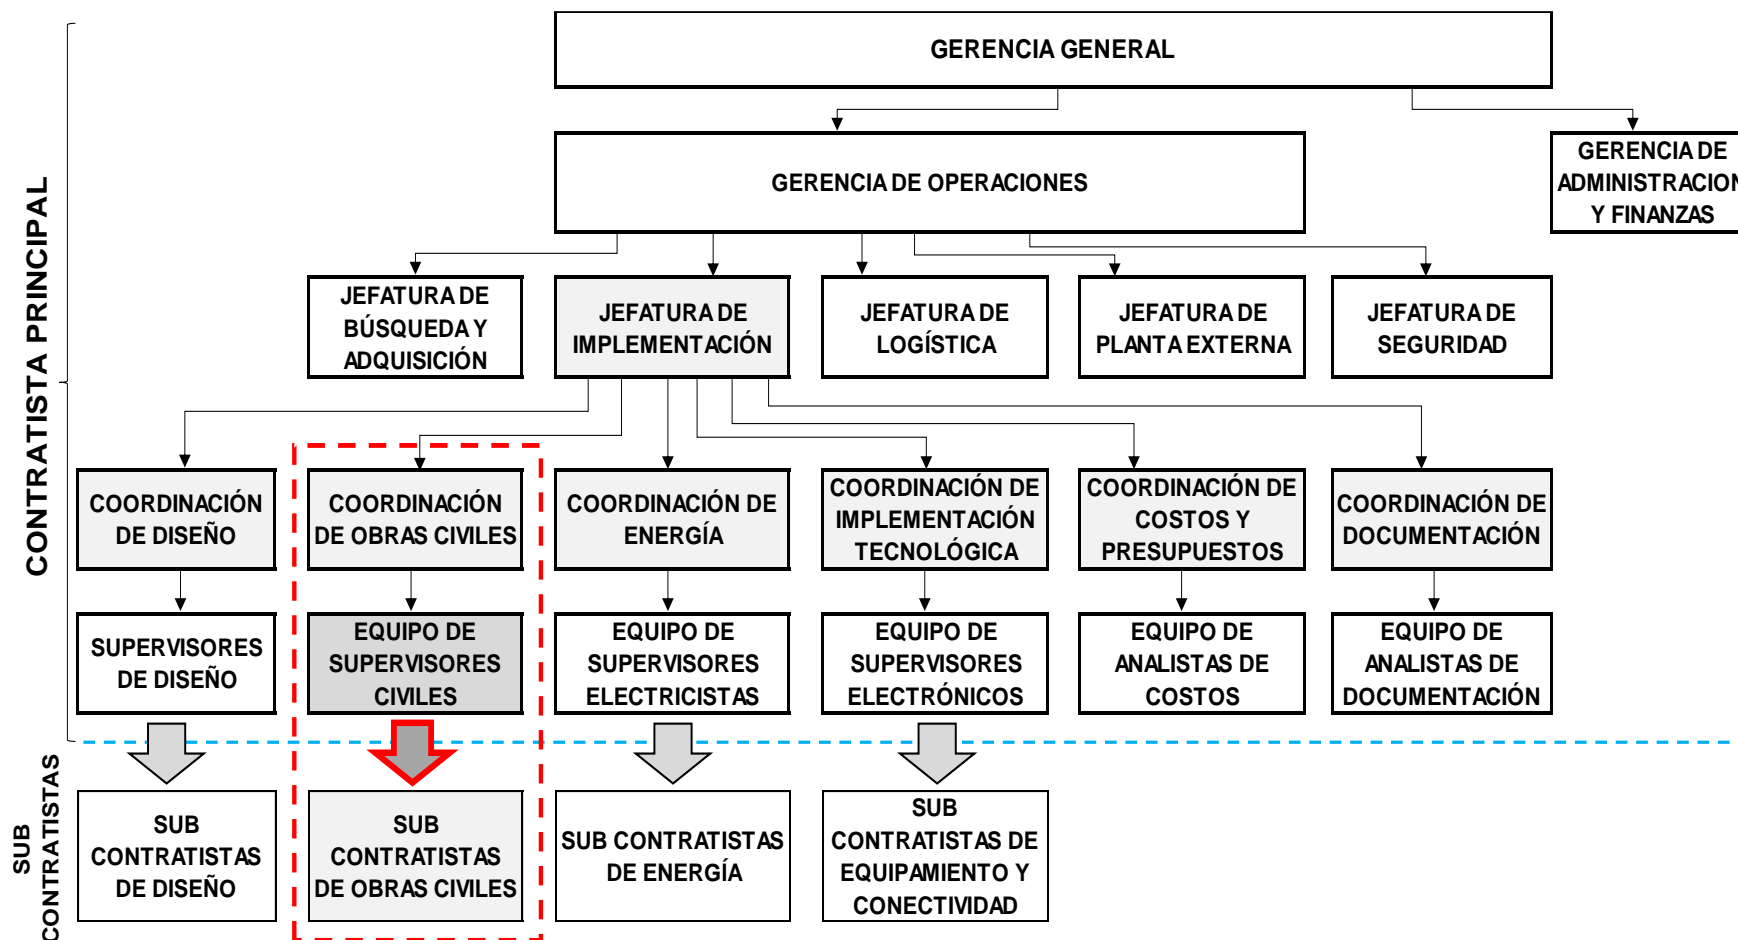 GERENCIA GENERAL
GERENCIA DE OPERACIONES
GERENCIA DE
ADMINISTRACION
Y FINANZAS
JEFATURA DE
BÚSQUEDA Y
ADQUISICIÓN
JEFATURA DE
IMPLEMENTACIÓN
JEFATURA DE
LOGÍSTICA
JEFATURA DE
PLANTA EXTERNA
JEFATURA DE
SEGURIDAD
CONTRATISTA PRINCIPAL
COORDINACIÓN
DE DISEÑO
COORDINACIÓN
DE OBRAS CIVILES
COORDINACIÓN DE
ENERGÍA
COORDINACIÓN DE
IMPLEMENTACIÓN
TECNOLÓGICA
COORDINACIÓN DE
COSTOS Y
PRESUPUESTOS
COORDINACIÓN DE
DOCUMENTACIÓN
SUPERVISORES
DE DISEÑO
EQUIPO DE
SUPERVISORES
CIVILES
EQUIPO DE
SUPERVISORES
ELECTRICISTAS
EQUIPO DE
SUPERVISORES
ELECTRÓNICOS
EQUIPO DE
ANALISTAS DE
COSTOS
EQUIPO DE
ANALISTAS DE
DOCUMENTACIÓN
SUB
CONTRATISTAS
SUB
CONTRATISTAS
DE DISEÑO
SUB
CONTRATISTAS
DE OBRAS CIVILES
SUB CONTRATISTAS
DE ENERGÍA
SUB
CONTRATISTAS DE
EQUIPAMIENTO Y
CONECTIVIDAD